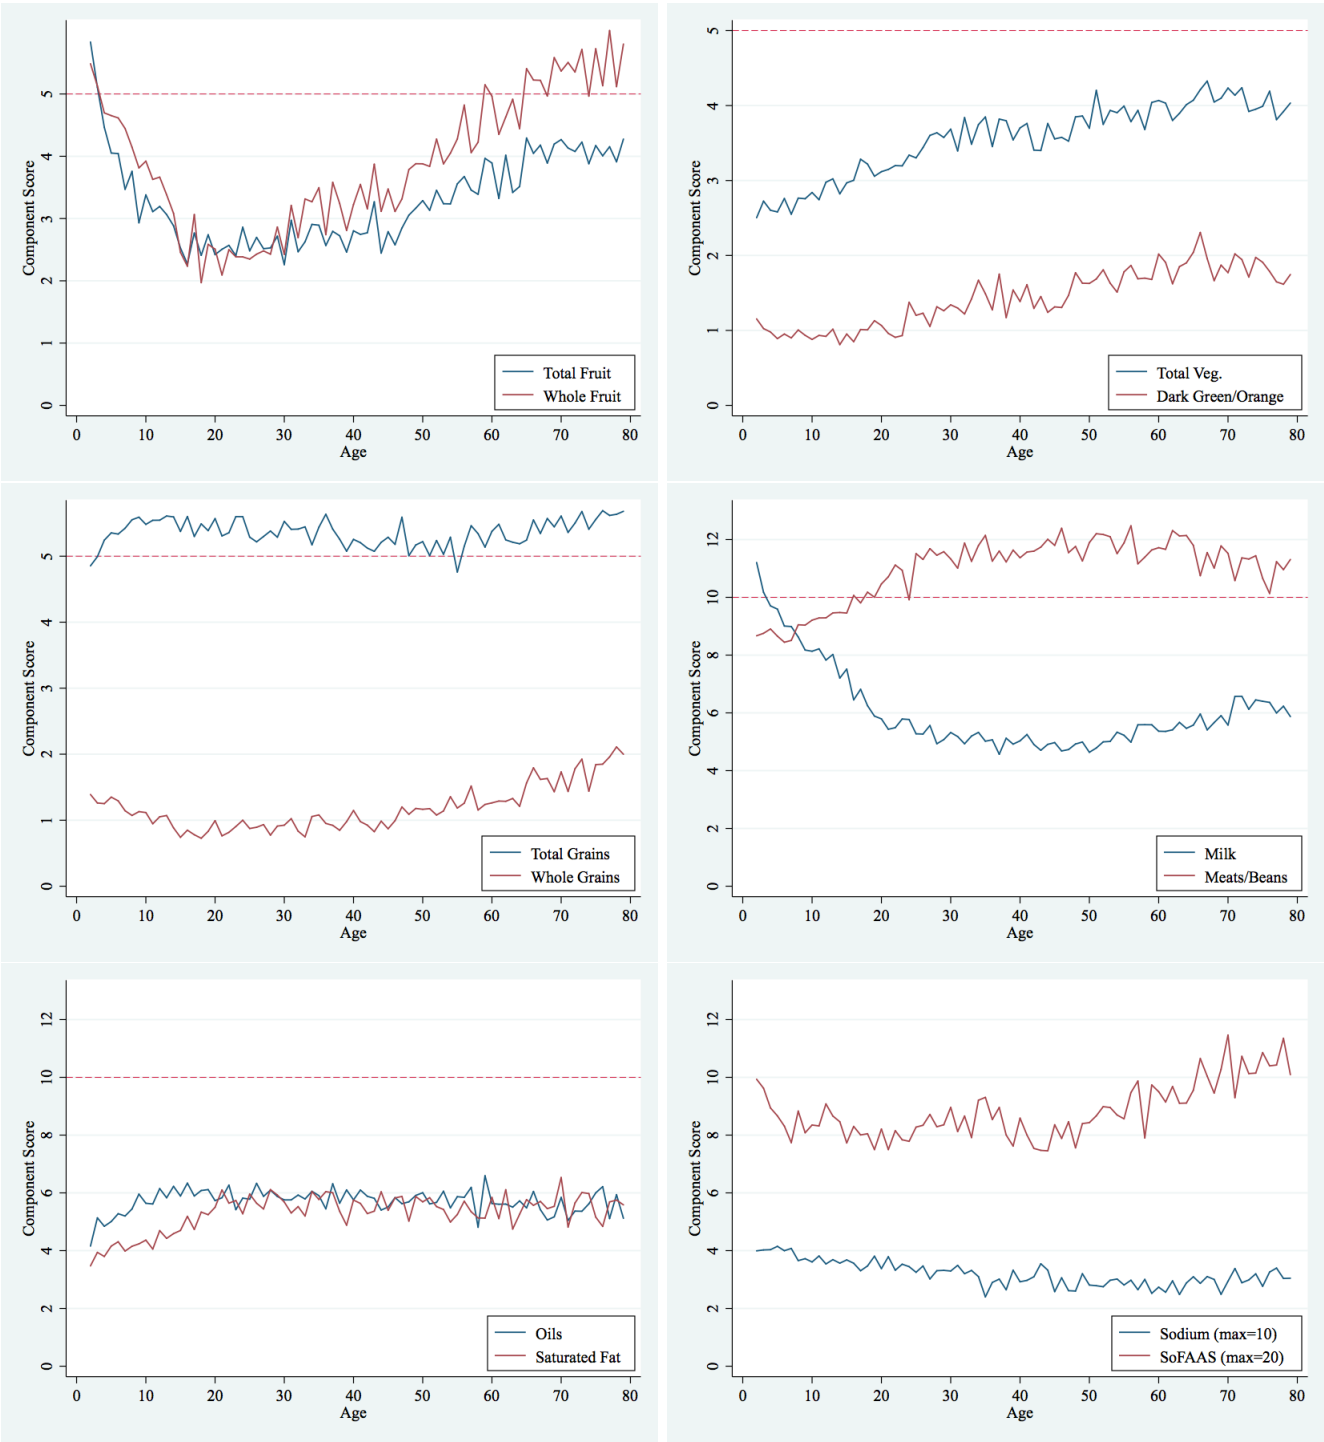 Component Score
5
4
3
2
1
0
0 10 20 30 40 50 60 70 80
Age
Total Fruit
Whole Fruit
Component Score
5
4
3
2
1
0
0 10 20 30 40 50 60 70 80
Age
Total Veg.
Dark Green/Orange
Component Score
5
4
3
2
1
0
0 10 20 30 40 50 60 70 80
Age
Total Grains
Whole Grains
Component Score
12
10
8
6
4
2
0
0 10 20 30 40 50 60 70 80
Age
Milk
Meats/Beans
Component Score
12
10
8
6
4
2
0
0 10 20 30 40 50 60 70 80
Age
Oils
Saturated Fat
Component Score
12
10
8
6
4
2
0
0 10 20 30 40 50 60 70 80
Age
Sodium (max=10)
SoFAAS (max=20)